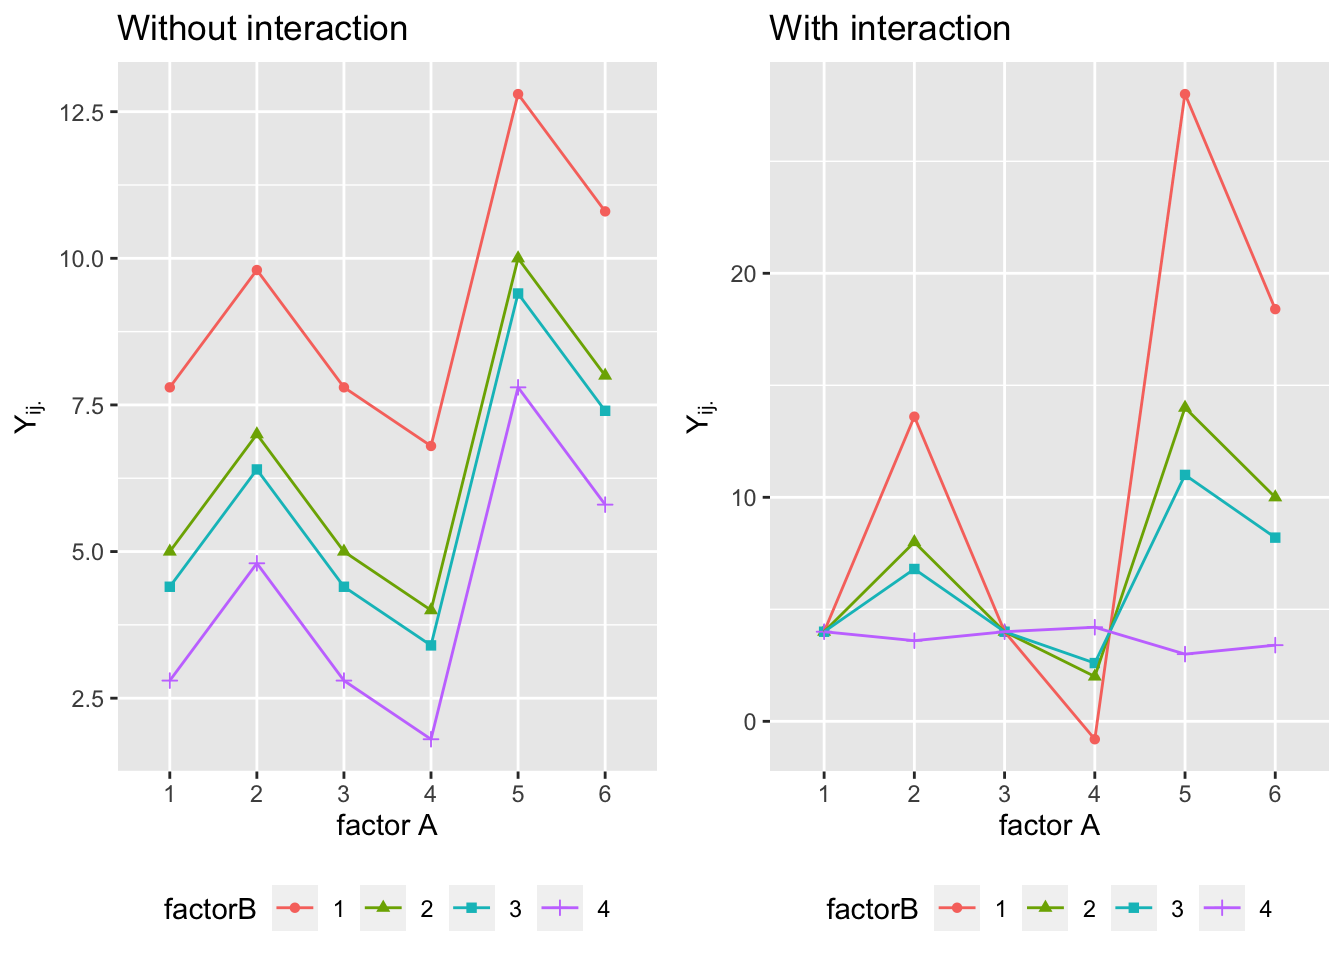 Without interaction
12.5
10.0
7.5
5.0
2.5
Yij.
1 2 3 4 5 6
factor A
factorB 1 2 3 4
With interaction
20
10
0
Yij.
1 2 3 4 5 6
factor A
factorB 1 2 3 4